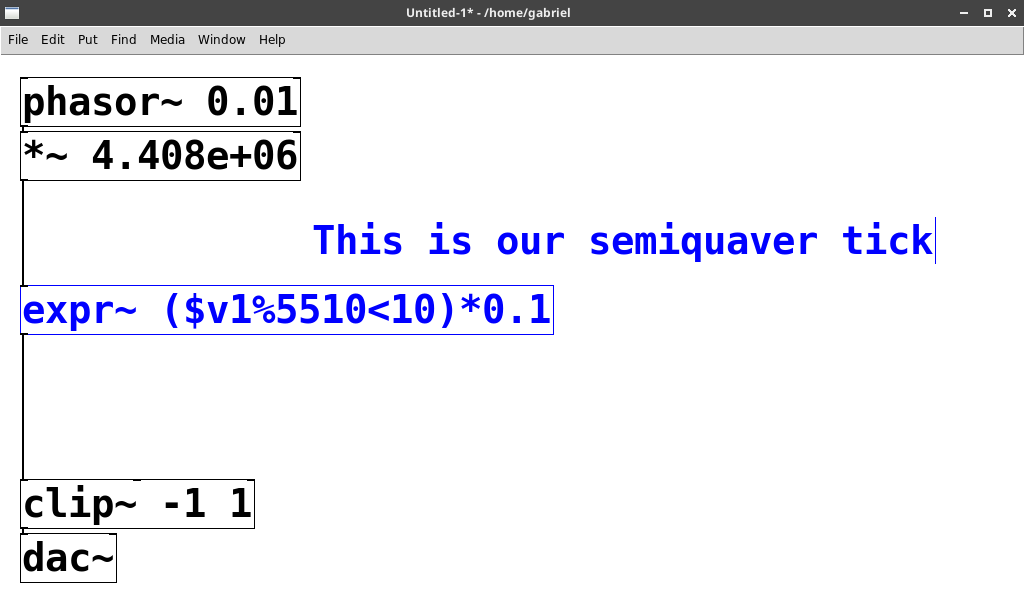 Untitled-1* - /home/gabriel
File Edit Put Find Media Window Help
phasor~ 0.01
*~ 4.408e+06
This is our semiquaver tick
expr~ ($v1%5510<10)*0.1
clip~ -1 1
dac~